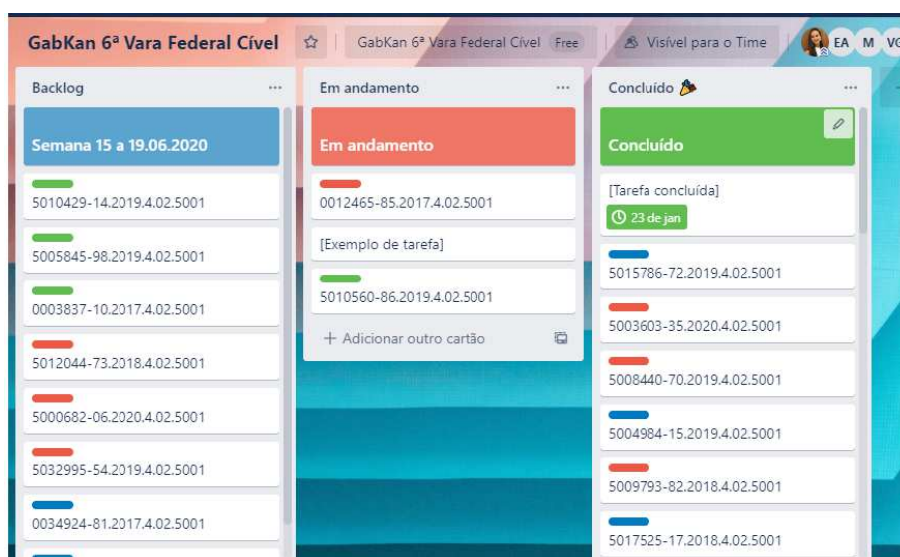 GabKan 6ª Vara Federal Cível
GabKan 6ª Vara Federal Cível Free
Visível para o Time
EA M VG
Backlog
Semana 15 a 19.06.2020
5010429-14.2019.4.02.5001
5005845-98.2019.4.02.5001
0003837-10.2017.4.02.5001
5012044-73.2018.4.02.5001
5000682-06.2020.4.02.5001
5032995-54.2019.4.02.5001
0034924-81.2017.4.02.5001
Em andamento
Em andamento
0012465-85.2017.4.02.5001
[Exemplo de tarefa]
5010560-86.2019.4.02.5001
+ Adicionar outro cartão
Concluído 🎉
Concluído
[Tarefa concluída]
23 de jan
5015786-72.2019.4.02.5001
5003603-35.2020.4.02.5001
5008440-70.2019.4.02.5001
5004984-15.2019.4.02.5001
5009793-82.2018.4.02.5001
5017525-17.2018.4.02.5001